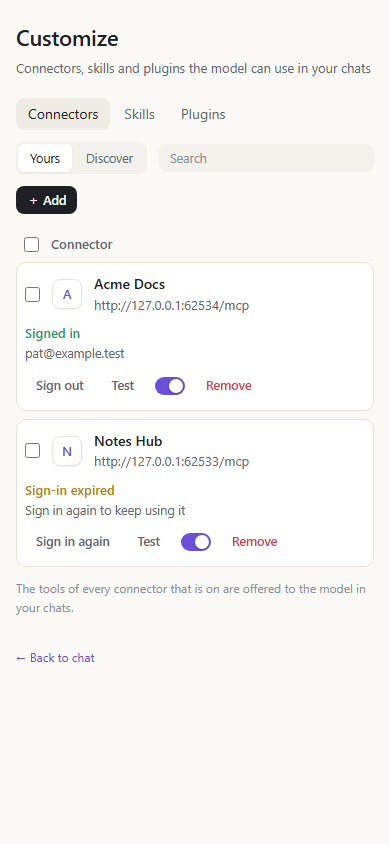 Customize
Connectors, skills and plugins the model can use in your chats
Connectors Skills Plugins
Yours Discover Search
+ Add
Connector
A Acme Docs
http://127.0.0.1:62534/mcp
Signed in
pat@example.test
Sign out Test Remove
N Notes Hub
http://127.0.0.1:62533/mcp
Sign-in expired
Sign in again to keep using it
Sign in again Test Remove
The tools of every connector that is on are offered to the model in
your chats.
← Back to chat